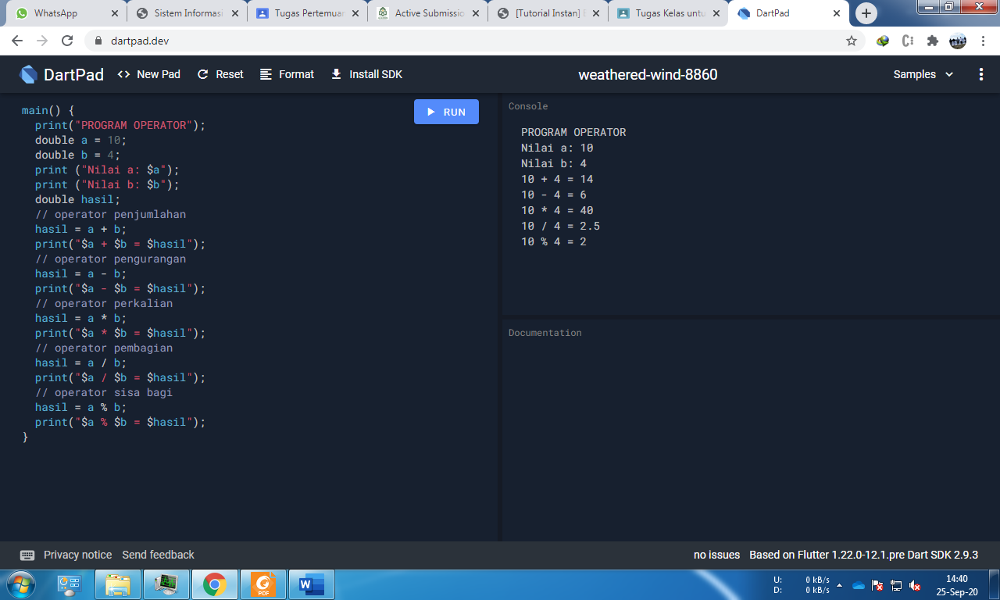 WhatsApp
Sistem Informasi
Tugas Pertemuan
Active Submissio
[Tutorial Instan]
Tugas Kelas untu
DartPad
dartpad.dev
DartPad
<> New Pad
Reset
Format
Install SDK
weathered-wind-8860
Samples
main() {
print("PROGRAM OPERATOR");
double a = 10;
double b = 4;
print ("Nilai a: $a");
print ("Nilai b: $b");
double hasil;
// operator penjumlahan
hasil = a + b;
print("$a + $b = $hasil");
// operator pengurangan
hasil = a - b;
print("$a - $b = $hasil");
// operator perkalian
hasil = a * b;
print("$a * $b = $hasil");
// operator pembagian
hasil = a / b;
print("$a / $b = $hasil");
// operator sisa bagi
hasil = a % b;
print("$a % $b = $hasil");
}
RUN
Console
PROGRAM OPERATOR
Nilai a: 10
Nilai b: 4
10 + 4 = 14
10 - 4 = 6
10 * 4 = 40
10 / 4 = 2.5
10 % 4 = 2
Documentation
Privacy notice
Send feedback
no issues
Based on Flutter 1.22.0-12.1.pre Dart SDK 2.9.3
PDF
W
U: 0 kB/s
D: 0 kB/s
14:40
25-Sep-20